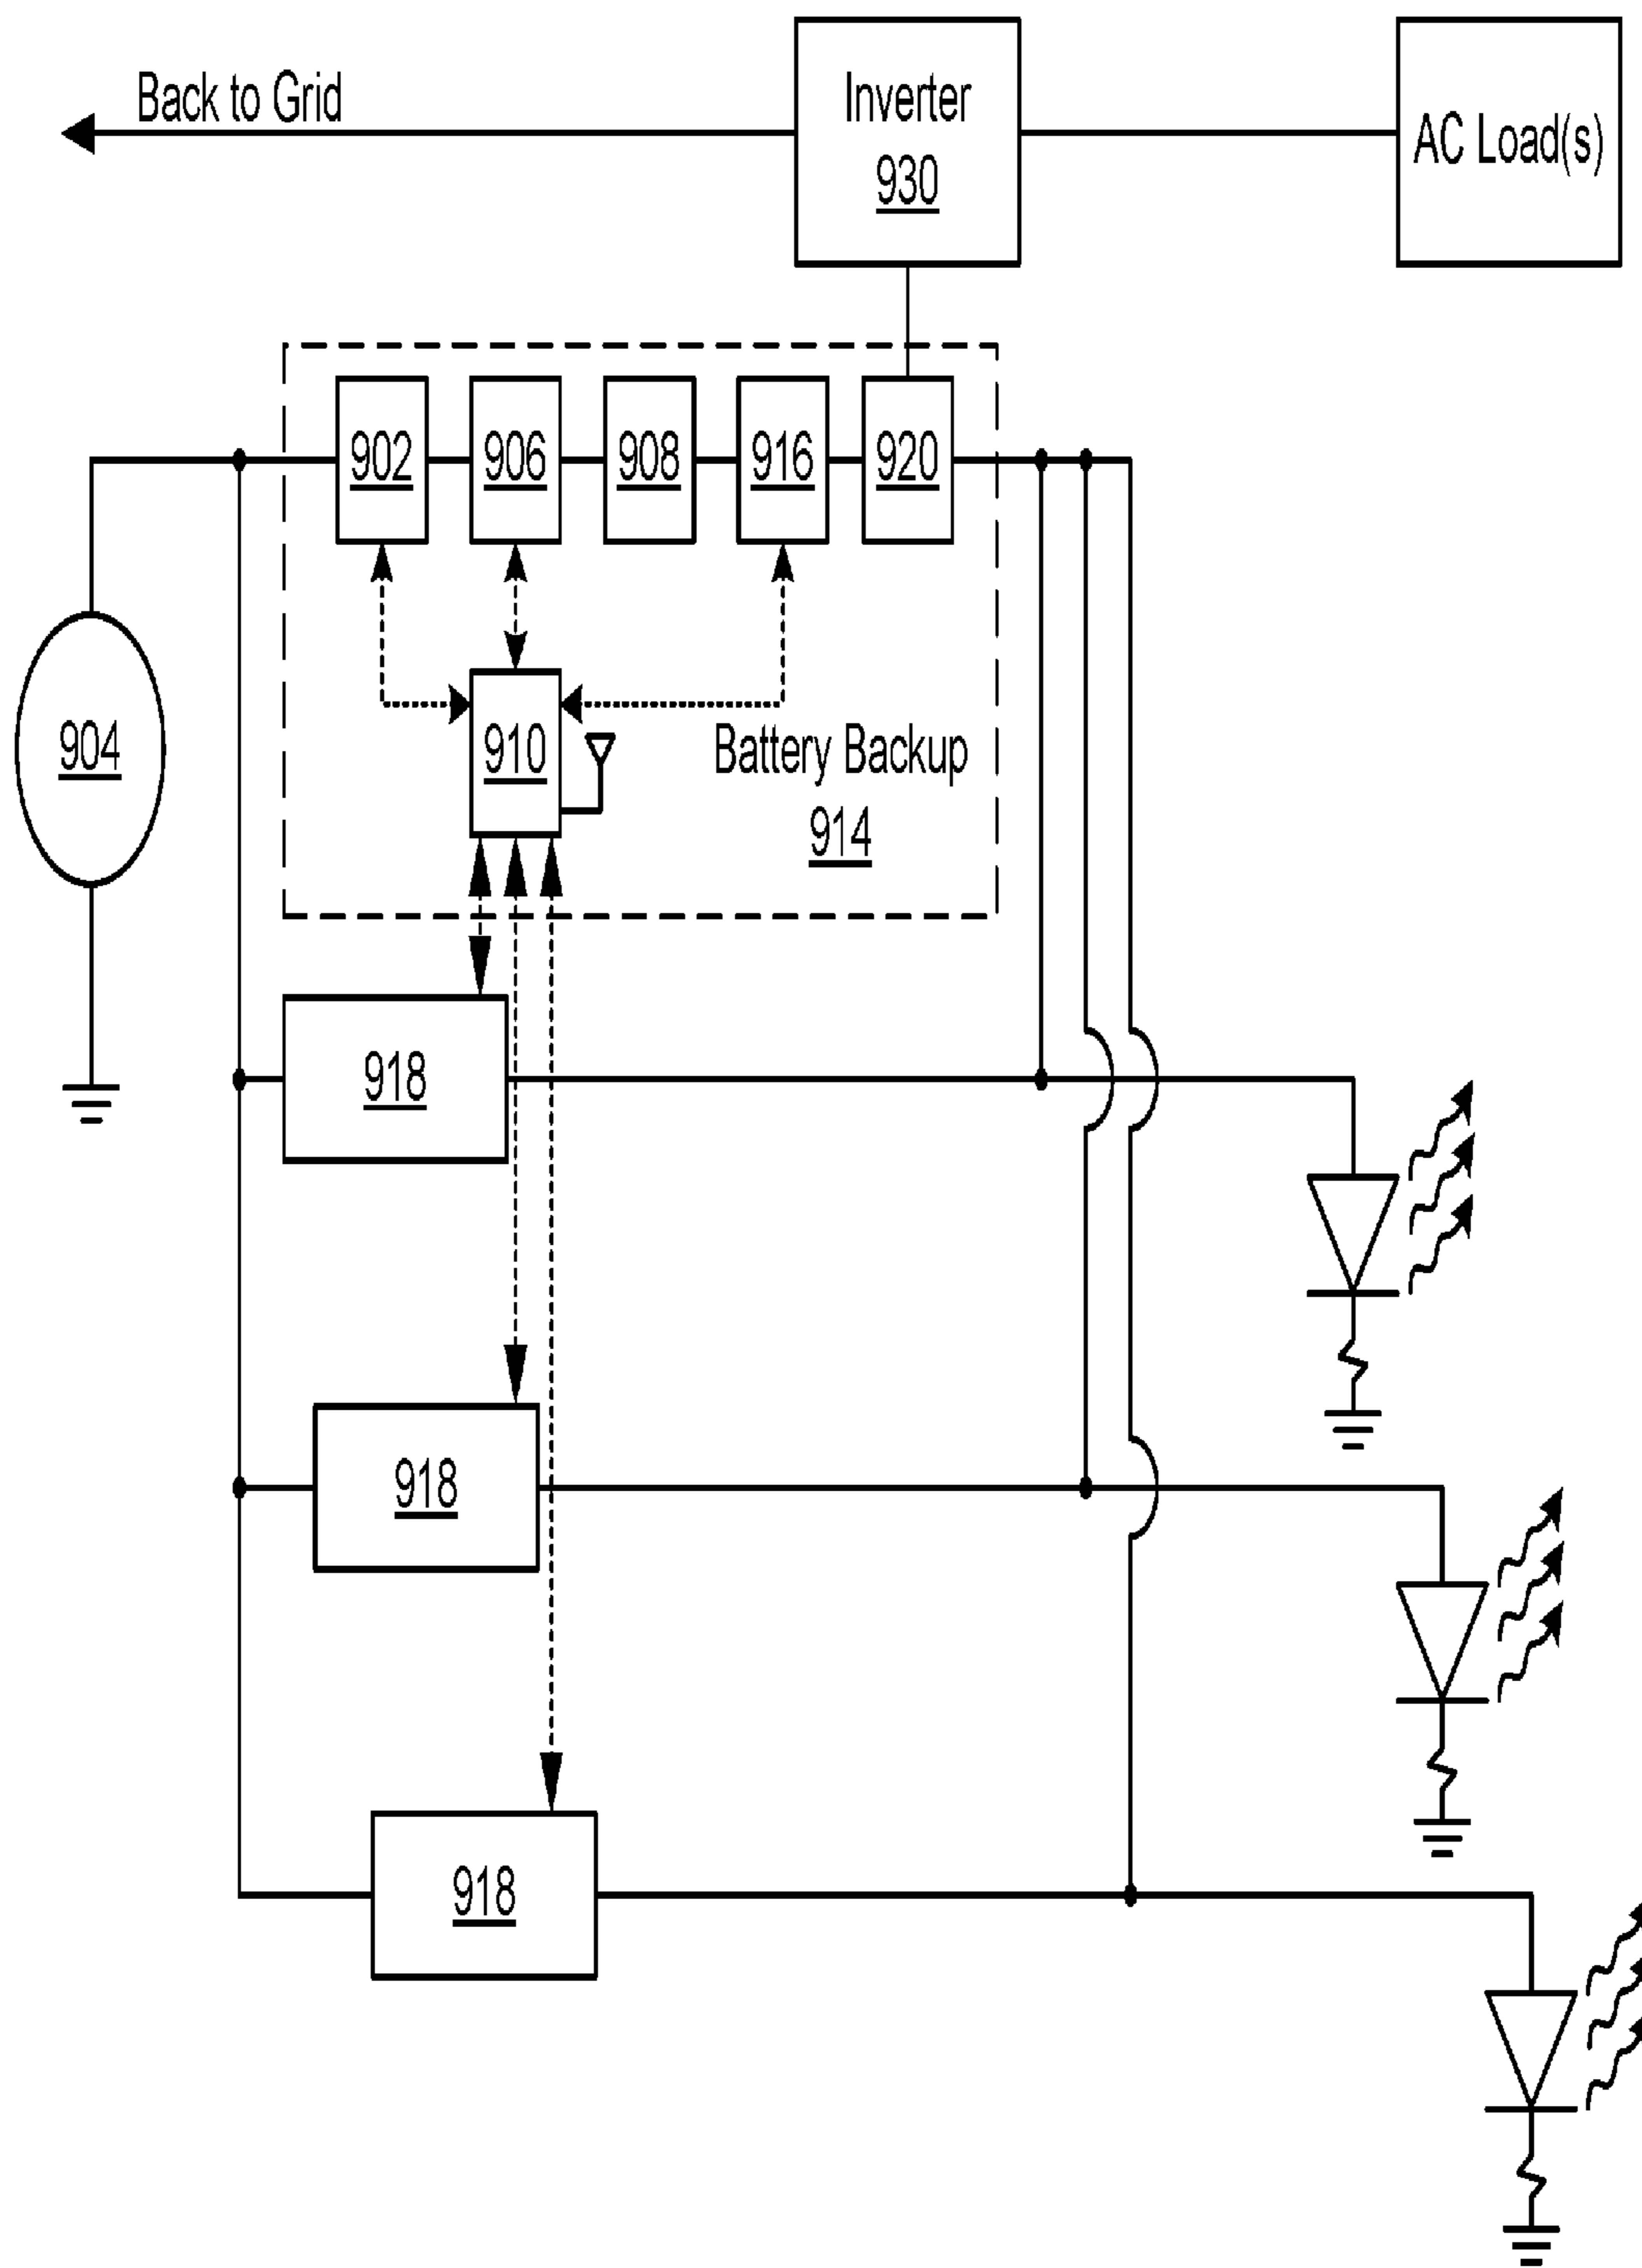 Back to Grid
Inverter
930
AC Load(s)
902 906 908 916 920
904
910
Battery Backup
914
918
918
918